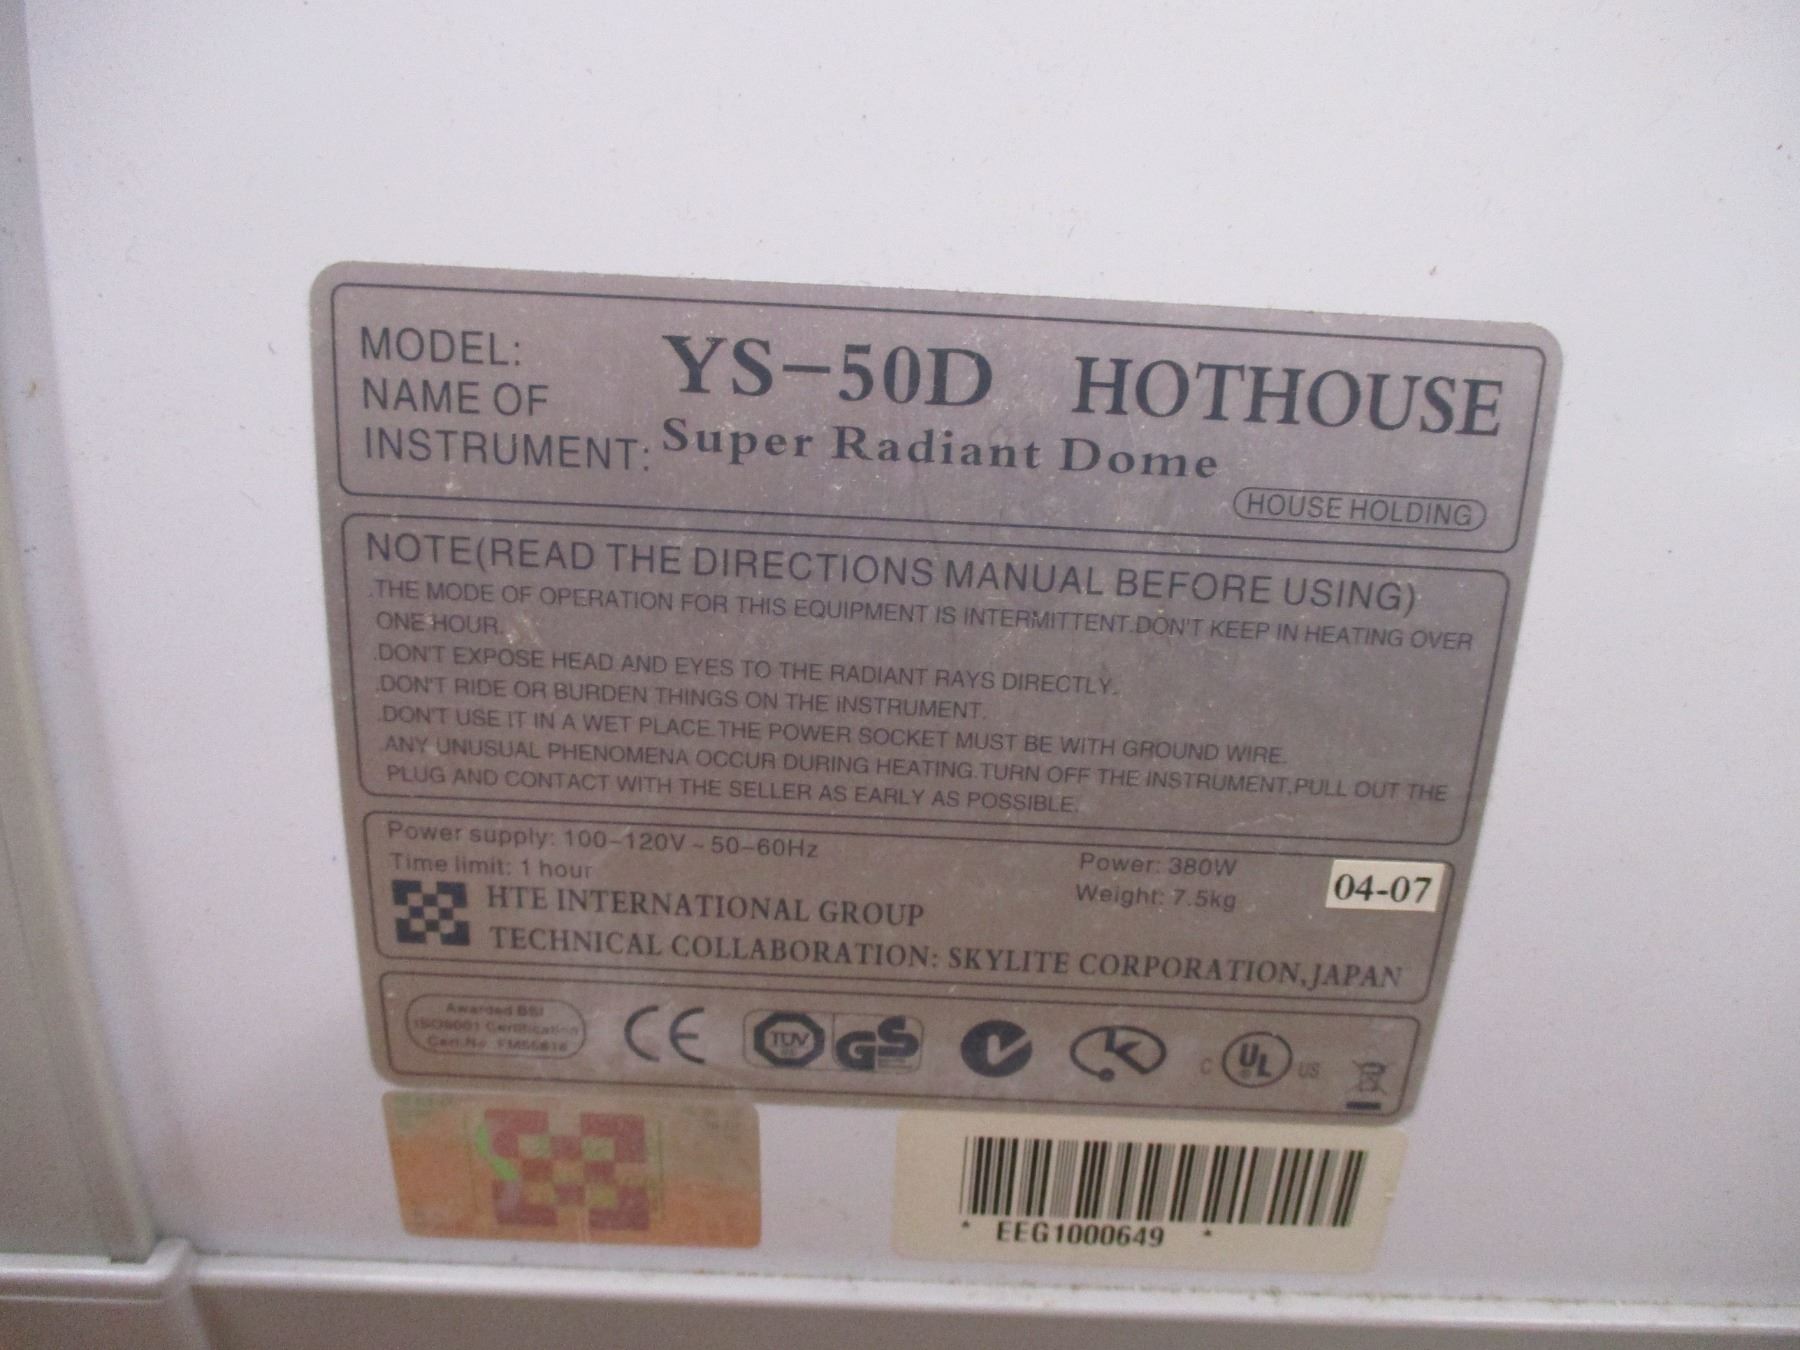 MODEL: YS-50D HOTHOUSE
NAME OF
INSTRUMENT: Super Radiant Dome
HOUSE HOLDING
NOTE(READ THE DIRECTIONS MANUAL BEFORE USING)
.THE MODE OF OPERATION FOR THIS EQUIPMENT IS INTERMITTENT.DON'T KEEP IN HEATING OVER
ONE HOUR.
.DON'T EXPOSE HEAD AND EYES TO THE RADIANT RAYS DIRECTLY.
.DON'T RIDE OR BURDEN THINGS ON THE INSTRUMENT.
.DON'T USE IT IN A WET PLACE.THE POWER SOCKET MUST BE WITH GROUND WIRE.
.ANY UNUSUAL PHENOMENA OCCUR DURING HEATING.TURN OFF THE INSTRUMENT,PULL OUT THE
PLUG AND CONTACT WITH THE SELLER AS EARLY AS POSSIBLE.
Power supply: 100-120V ~ 50-60Hz Power: 380W
Time limit: 1 hour Weight: 7.5kg
04-07
HTE INTERNATIONAL GROUP
TECHNICAL COLLABORATION: SKYLITE CORPORATION,JAPAN
Awarded BSI
ISO9001 Certification
Cert.No
CE TUV GS C UL US
* EEG1000649 *